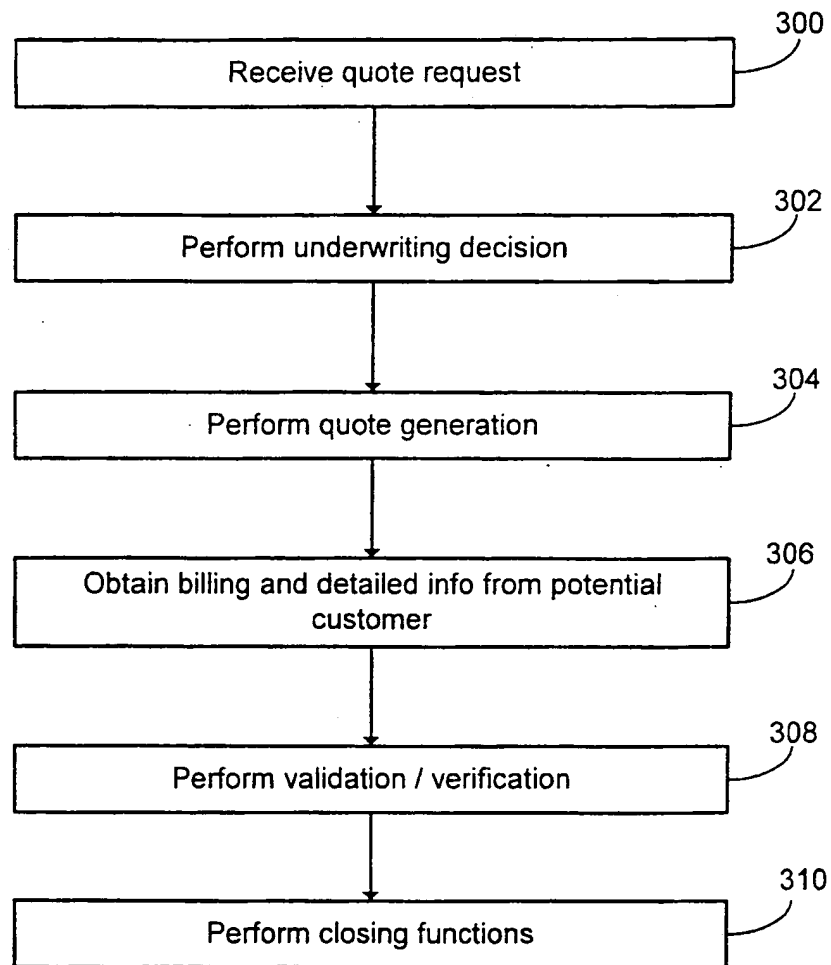 300
Receive quote request
302
Perform underwriting decision
304
Perform quote generation
306
Obtain billing and detailed info from potential
customer
308
Perform validation / verification
310
Perform closing functions